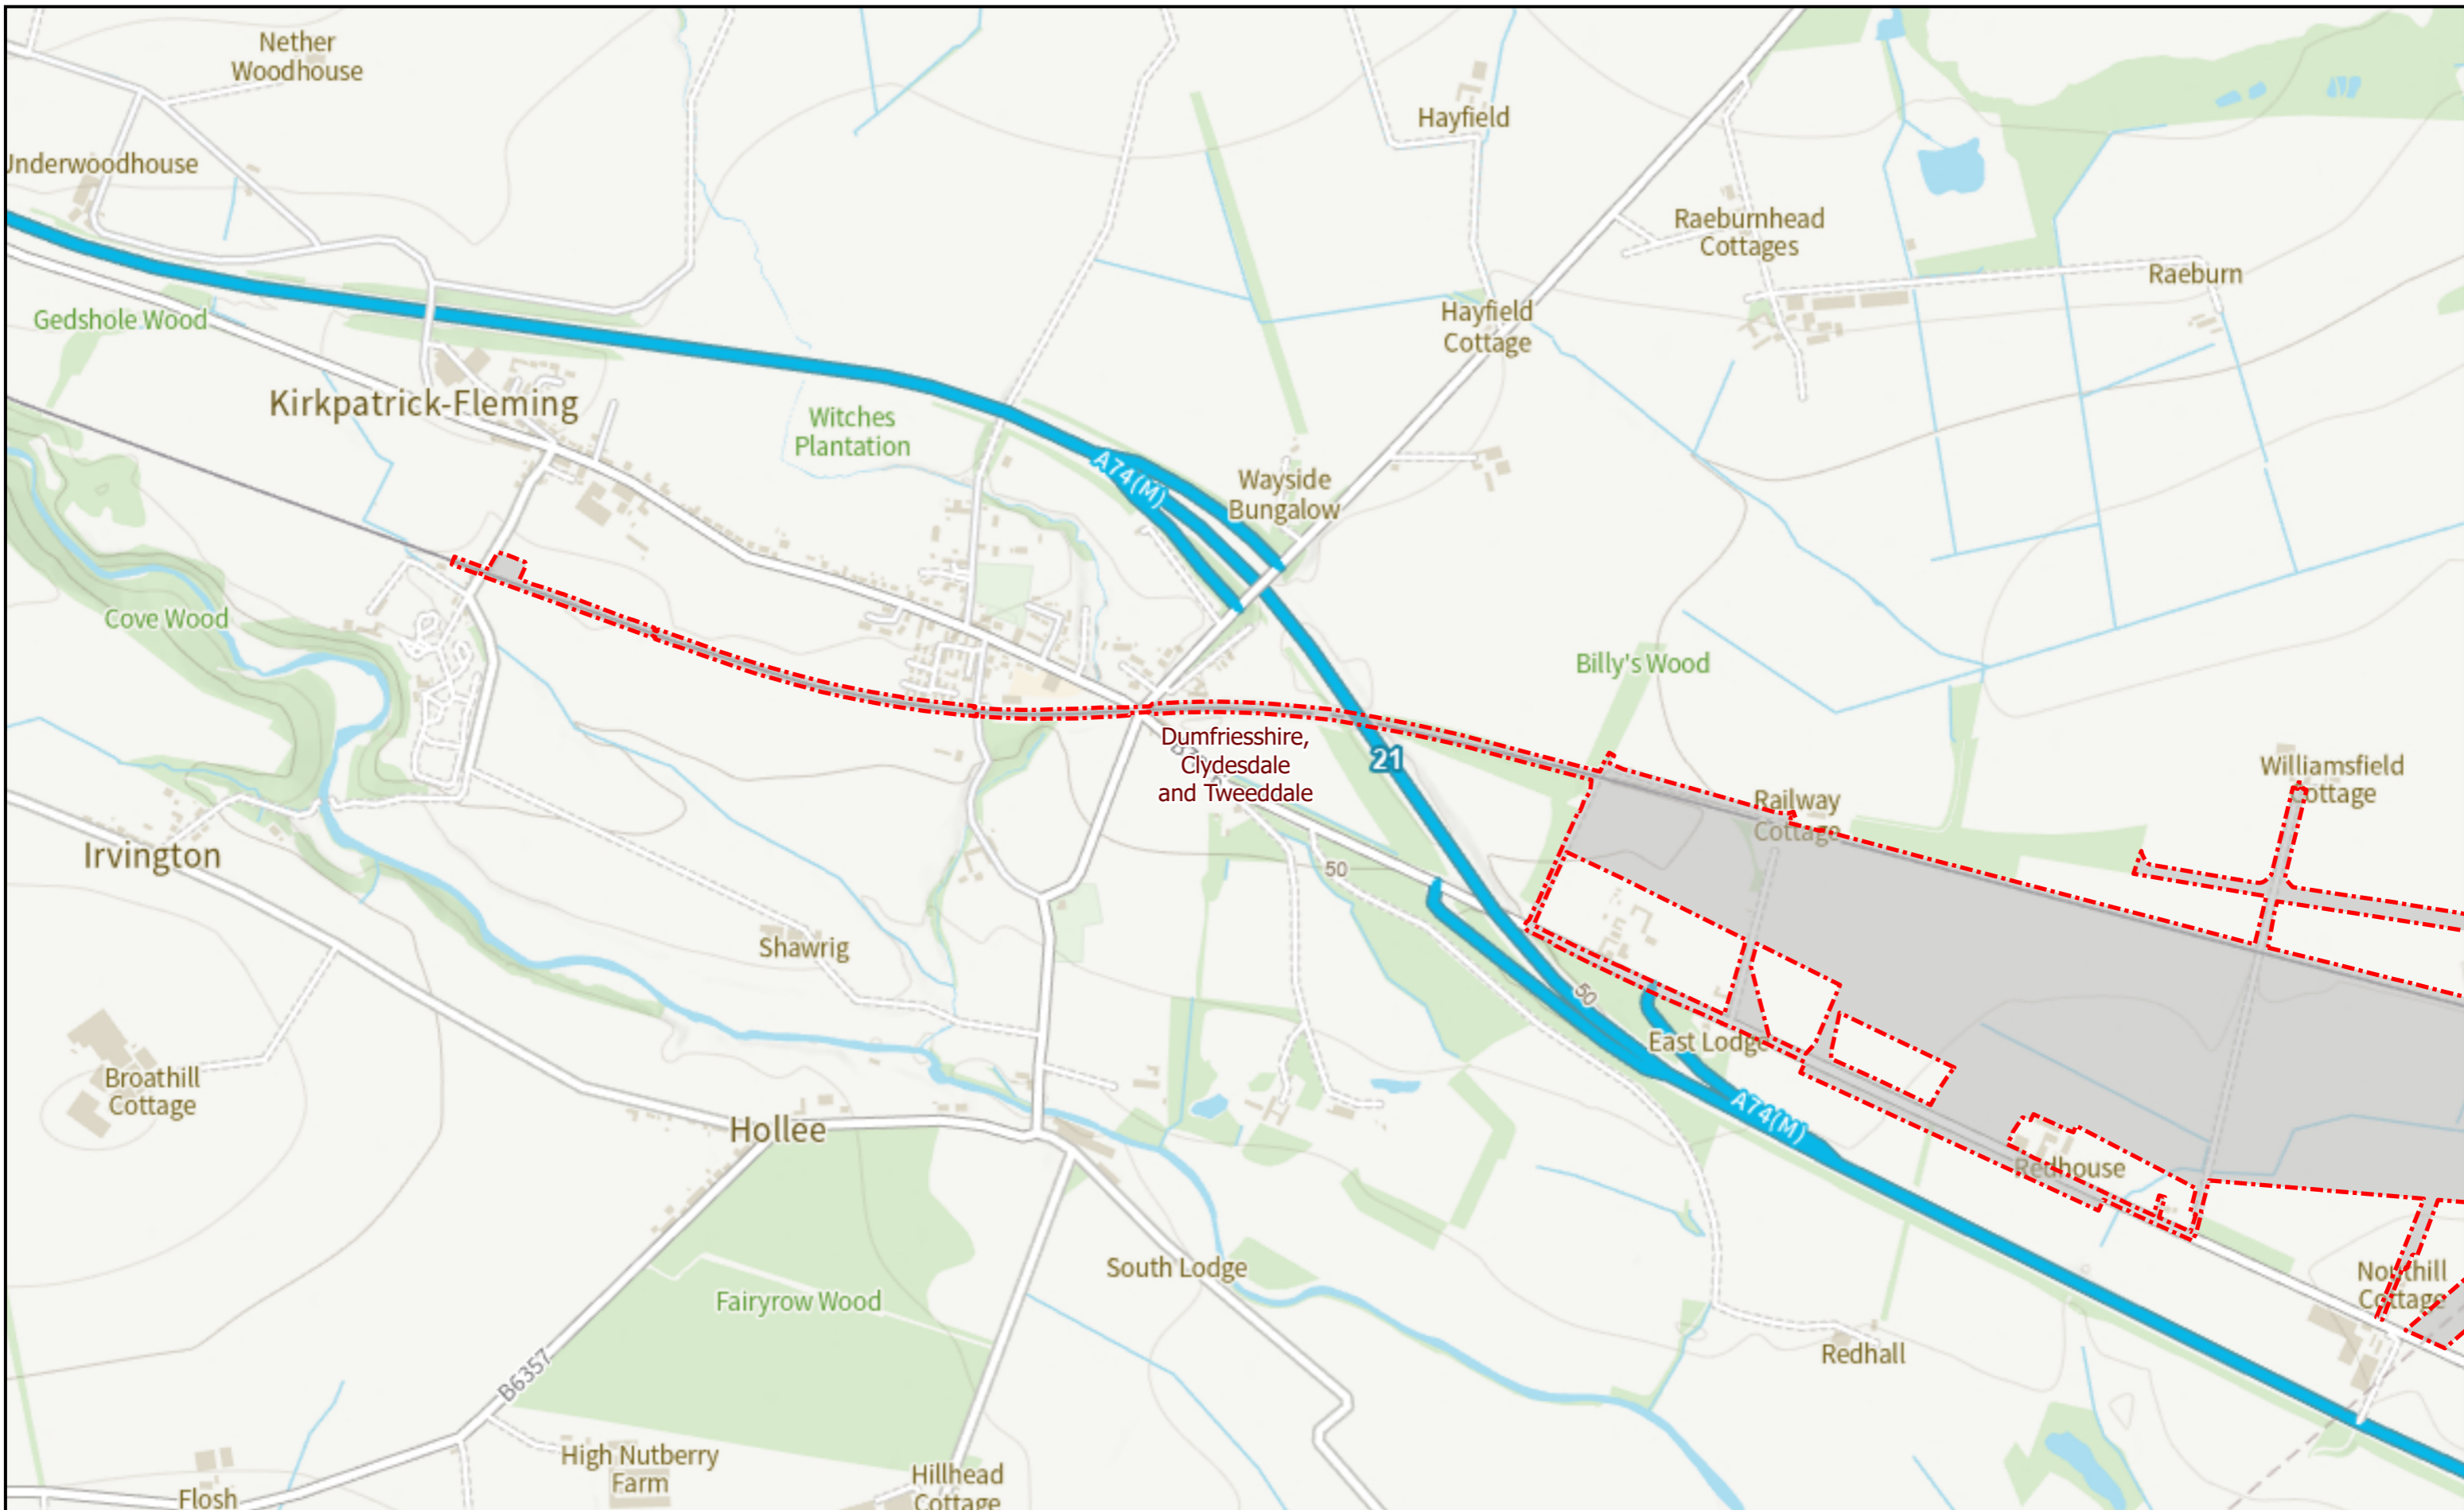 Nether
Woodhouse
Underwoodhouse
Hayfield
Raeburnhead
Cottages
Raeburn
Gedshole Wood
Hayfield
Cottage
Kirkpatrick-Fleming
Witches
Plantation
A74(M)
Wayside
Bungalow
Cove Wood
Billy's Wood
Dumfriesshire,
Clydesdale
and Tweeddale
21
Williamsfield
Cottage
Railway
Cottage
Irvington
50
Shawrig
50
East Lodge
Broathill
Cottage
A74(M)
Hollee
Redhouse
South Lodge
Northill
Cottage
Fairyrow Wood
Redhall
B6357
High Nutberry
Farm
Hillhead
Cottage
Flosh